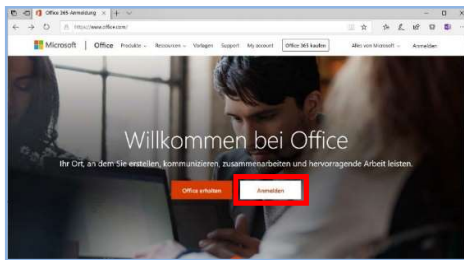 Office 365 Anmeldung
https://www.office.com/
Microsoft | Office Produkte Ressourcen Vorlagen Support My account Office 365 kaufen Alles von Microsoft Anmelden
Willkommen bei Office
Ihr Ort, an dem Sie erstellen, kommunizieren, zusammenarbeiten und hervorragende Arbeit leisten.
Office erhalten Anmelden